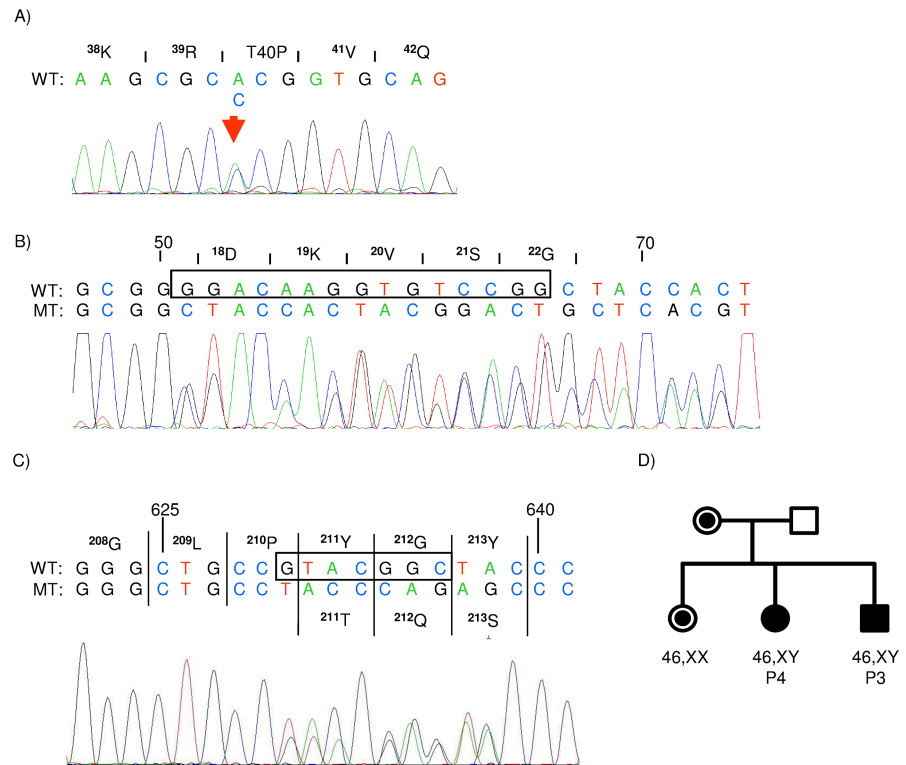 A)
³⁸K ³⁹R T40P ⁴¹V ⁴²Q
WT: A A G C G C A C G G T G C A G
C
B)
50 70
¹⁸D ¹⁹K ²⁰V ²¹S ²²G
WT: G C G G G G A C A A G G T G T C C G G C T A C C A C T
MT: G C G G C T A C C A C T A C G G A C T G C T C A C G T
C)
625 640
²⁰⁸G ²⁰⁹L ²¹⁰P ²¹¹Y ²¹²G ²¹³Y
WT: G G G C T G C C G T A C G G C T A C C C
MT: G G G C T G C C T A C C C A G A G C C C
²¹¹T ²¹²Q ²¹³S
D)
46,XX 46,XY 46,XY
P4 P3